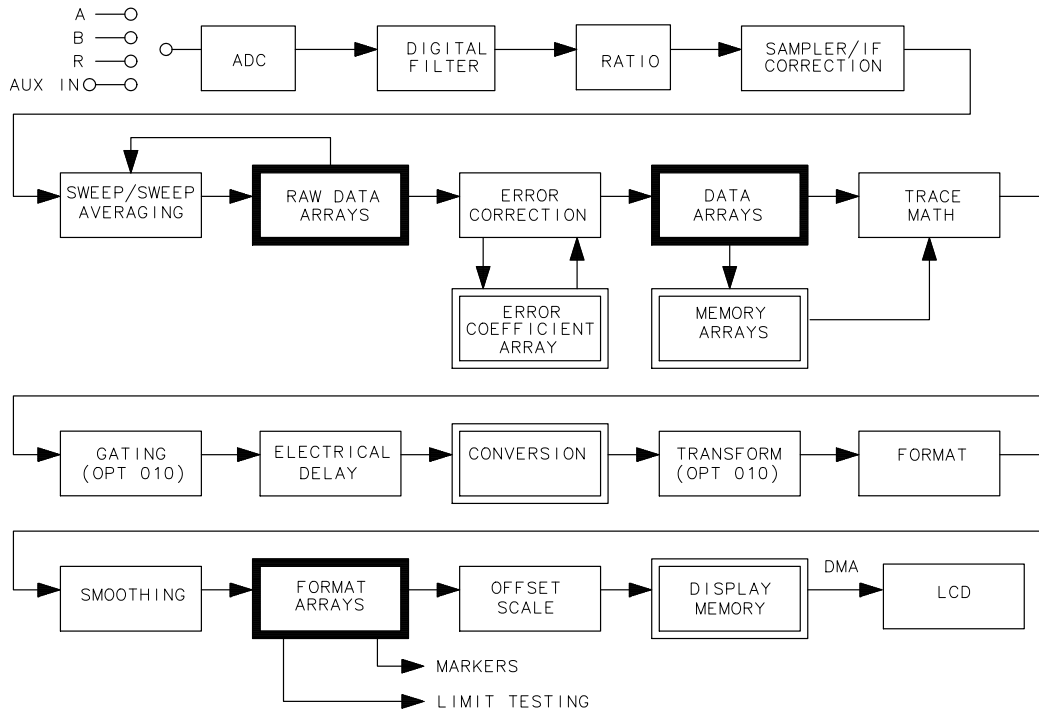 A
B
R
AUX IN
ADC
DIGITAL
FILTER
RATIO
SAMPLER/IF
CORRECTION
SWEEP/SWEEP
AVERAGING
RAW DATA
ARRAYS
ERROR
CORRECTION
DATA
ARRAYS
TRACE
MATH
ERROR
COEFFICIENT
ARRAY
MEMORY
ARRAYS
GATING
(OPT 010)
ELECTRICAL
DELAY
CONVERSION
TRANSFORM
(OPT 010)
FORMAT
SMOOTHING
FORMAT
ARRAYS
OFFSET
SCALE
DISPLAY
MEMORY
DMA
LCD
MARKERS
LIMIT TESTING